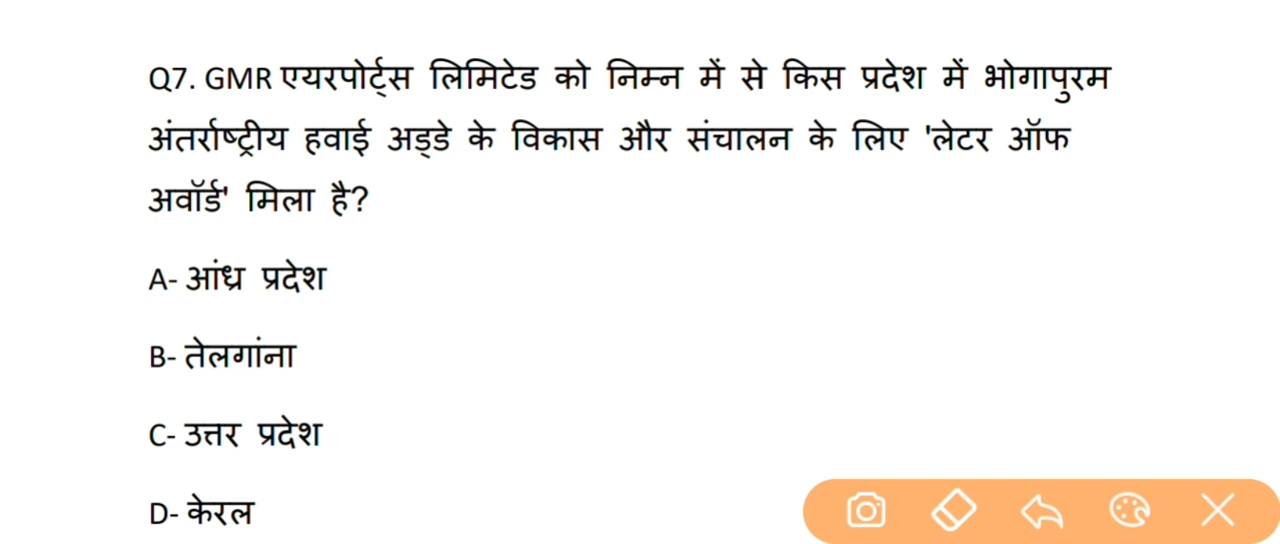 Q7. GMR एयरपोर्ट्स लिमिटेड को निम्न में से किस प्रदेश में भोगापुरम
अंतर्राष्ट्रीय हवाई अड्डे के विकास और संचालन के लिए 'लेटर ऑफ
अवॉर्ड' मिला है?
A- आंध्र प्रदेश
B- तेलगांना
C- उत्तर प्रदेश
D- केरल